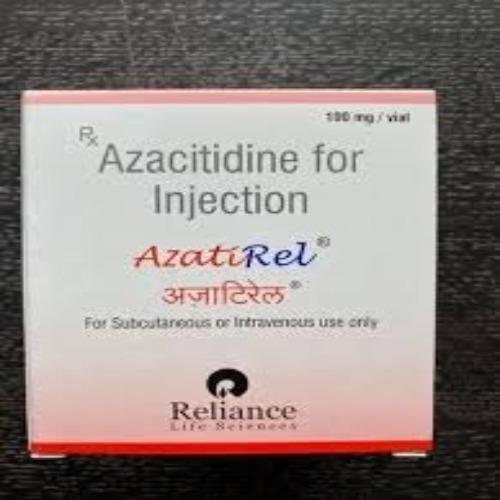 100 mg / vial
Rx Azacitidine for
Injection
AzatiRel®
अज़ाटिरेल®
For Subcutaneous or Intravenous use only
Reliance
Life Sciences